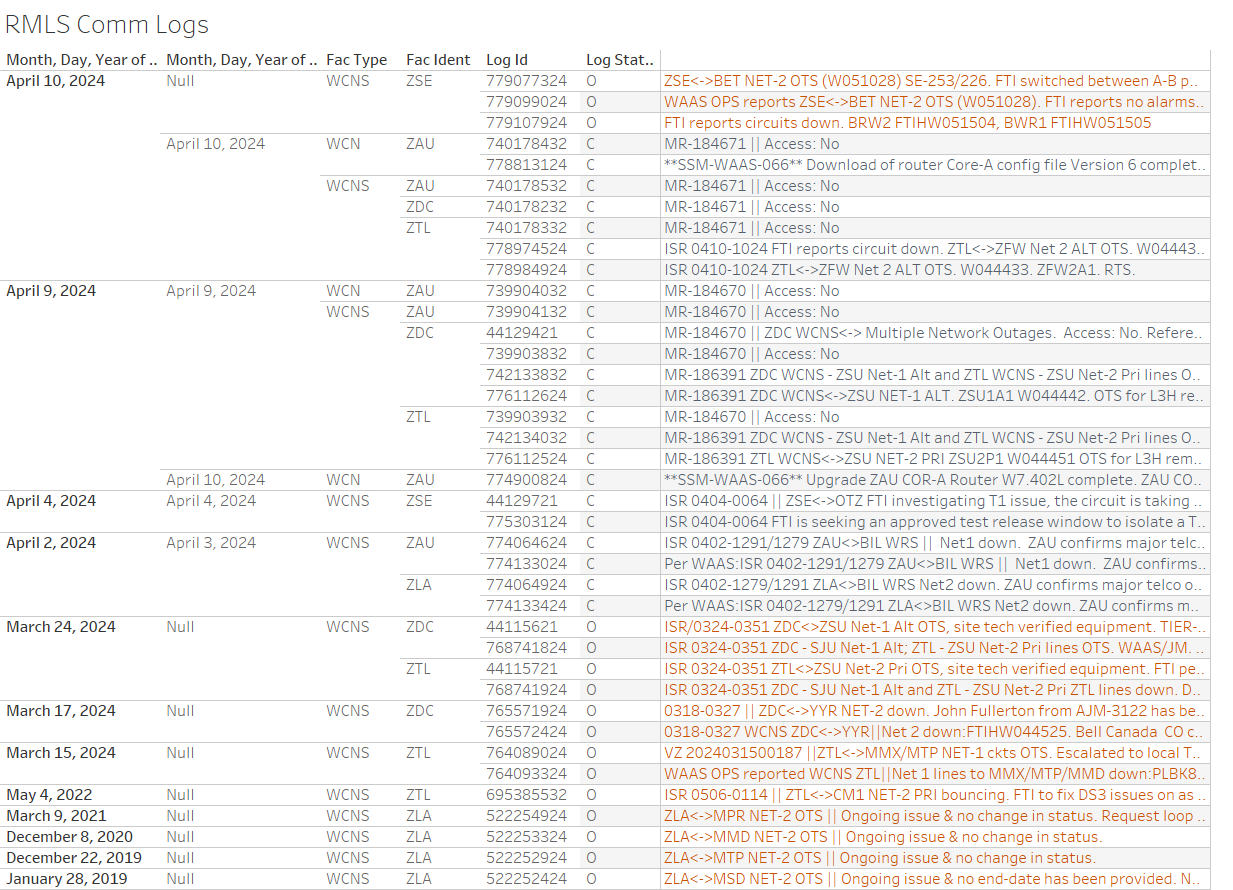 RMLS Comm Logs
Month, Day, Year of .. Month, Day, Year of .. Fac Type Fac Ident Log Id Log Stat..
April 10, 2024 Null WCNS ZSE 779077324 O ZSE<->BET NET-2 OTS (W051028) SE-253/226. FTI switched between A-B p..
779099024 O WAAS OPS reports ZSE<->BET NET-2 OTS (W051028). FTI reports no alarms..
779107924 O FTI reports circuits down. BRW2 FTIHW051504, BWR1 FTIHW051505
April 10, 2024 WCN ZAU 740178432 C MR-184671 || Access: No
778813124 C **SSM-WAAS-066** Download of router Core-A config file Version 6 complet..
WCNS ZAU 740178532 C MR-184671 || Access: No
ZDC 740178232 C MR-184671 || Access: No
ZTL 740178332 C MR-184671 || Access: No
778974524 C ISR 0410-1024 FTI reports circuit down. ZTL<->ZFW Net 2 ALT OTS. W04443..
778984924 C ISR 0410-1024 ZTL<->ZFW Net 2 ALT OTS. W044433. ZFW2A1. RTS.
April 9, 2024 April 9, 2024 WCN ZAU 739904032 C MR-184670 || Access: No
WCNS ZAU 739904132 C MR-184670 || Access: No
ZDC 44129421 C MR-184670 || ZDC WCNS<-> Multiple Network Outages.  Access: No. Refere..
739903832 C MR-184670 || Access: No
742133832 C MR-186391 ZDC WCNS - ZSU Net-1 Alt and ZTL WCNS - ZSU Net-2 Pri lines O..
776112624 C MR-186391 ZDC WCNS<->ZSU NET-1 ALT. ZSU1A1 W044442. OTS for L3H re..
ZTL 739903932 C MR-184670 || Access: No
742134032 C MR-186391 ZDC WCNS - ZSU Net-1 Alt and ZTL WCNS - ZSU Net-2 Pri lines O..
776112524 C MR-186391 ZTL WCNS<->ZSU NET-2 PRI ZSU2P1 W044451 OTS for L3H rem..
April 10, 2024 WCN ZAU 774900824 C **SSM-WAAS-066** Upgrade ZAU COR-A Router W7.402L complete. ZAU CO..
April 4, 2024 April 4, 2024 WCNS ZSE 44129721 C ISR 0404-0064 || ZSE<->OTZ FTI investigating T1 issue, the circuit is taking ..
775303124 C ISR 0404-0064 FTI is seeking an approved test release window to isolate a T..
April 2, 2024 April 3, 2024 WCNS ZAU 774064624 C ISR 0402-1291/1279 ZAU<>BIL WRS ||  Net1 down.  ZAU confirms major telc..
774133024 C Per WAAS:ISR 0402-1291/1279 ZAU<>BIL WRS ||  Net1 down.  ZAU confirms..
ZLA 774064924 C ISR 0402-1279/1291 ZLA<>BIL WRS Net2 down. ZAU confirms major telco o..
774133424 C Per WAAS:ISR 0402-1279/1291 ZLA<>BIL WRS Net2 down. ZAU confirms m..
March 24, 2024 Null WCNS ZDC 44115621 O ISR/0324-0351 ZDC<>ZSU Net-1 Alt OTS, site tech verified equipment. TIER-..
768741824 O ISR 0324-0351 ZDC - SJU Net-1 Alt; ZTL - ZSU Net-2 Pri lines OTS. WAAS/JM. ..
ZTL 44115721 O ISR 0324-0351 ZTL<>ZSU Net-2 Pri OTS, site tech verified equipment. FTI pe..
768741924 O ISR 0324-0351 ZDC - SJU Net-1 Alt and ZTL - ZSU Net-2 Pri ZTL lines down. D..
March 17, 2024 Null WCNS ZDC 765571924 O 0318-0327 || ZDC<->YYR NET-2 down. John Fullerton from AJM-3122 has be..
765572424 O 0318-0327 WCNS ZDC<->YYR||Net 2 down:FTIHW044525. Bell Canada  CO c..
March 15, 2024 Null WCNS ZTL 764089024 O VZ 2024031500187 ||ZTL<->MMX/MTP NET-1 ckts OTS. Escalated to local T..
764093324 O WAAS OPS reported WCNS ZTL||Net 1 lines to MMX/MTP/MMD down:PLBK8..
May 4, 2022 Null WCNS ZTL 695385532 O ISR 0506-0114 || ZTL<->CM1 NET-2 PRI bouncing. FTI to fix DS3 issues on as ..
March 9, 2021 Null WCNS ZLA 522254924 O ZLA<->MPR NET-2 OTS || Ongoing issue & no change in status. Request loop ..
December 8, 2020 Null WCNS ZLA 522253324 O ZLA<->MMD NET-2 OTS || Ongoing issue & no change in status.
December 22, 2019 Null WCNS ZLA 522252924 O ZLA<->MTP NET-2 OTS || Ongoing issue & no change in status.
January 28, 2019 Null WCNS ZLA 522252424 O ZLA<->MSD NET-2 OTS || Ongoing issue & no end-date has been provided. N..